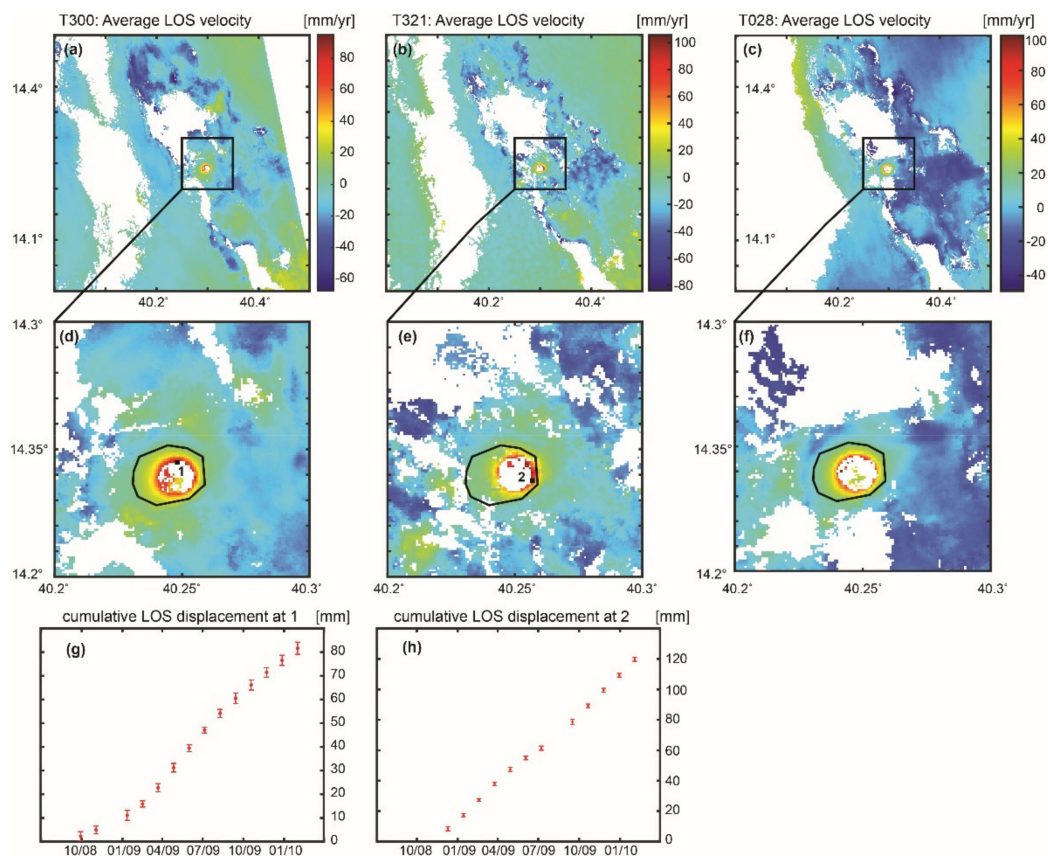 T300: Average LOS velocity [mm/yr] T321: Average LOS velocity [mm/yr] T028: Average LOS velocity [mm/yr]
(a) (b) (c)
14.4° 14.1° 40.2° 40.4° 80 60 40 20 0 -20 -40 -60
40.2° 40.4° 100 80 60 40 20 0 -20 -40 -60 -80
14.4° 14.1° 40.2° 40.4° 100 80 60 40 20 0 -20 -40
(d) (e) (f)
14.3° 14.35° 14.2° 40.2° 40.25° 40.3° 1
40.2° 40.25° 40.3° 2
14.3° 14.35° 14.2° 40.2° 40.25° 40.3°
cumulative LOS displacement at 1 [mm] cumulative LOS displacement at 2 [mm]
(g) (h)
80 70 60 50 40 30 20 10 0
10/08 01/09 04/09 07/09 10/09 01/10
120 100 80 60 40 20 0
10/08 01/09 04/09 07/09 10/09 01/10